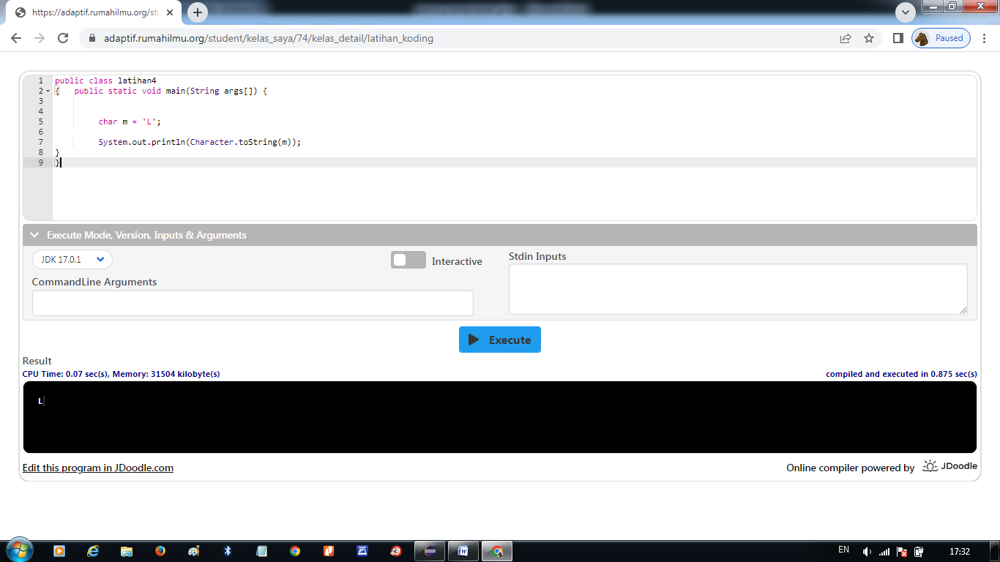 https://adaptif.rumahilmu.org/stu
adaptif.rumahilmu.org/student/kelas_saya/74/kelas_detail/latihan_koding
Paused
1 public class latihan4
2 { public static void main(String args[]) {
3
4
5 char m = 'L';
6
7 System.out.println(Character.toString(m));
8 }
9 }
Execute Mode, Version, Inputs & Arguments
JDK 17.0.1
Interactive
Stdin Inputs
CommandLine Arguments
Execute
Result
CPU Time: 0.07 sec(s), Memory: 31504 kilobyte(s)
compiled and executed in 0.875 sec(s)
L
Edit this program in JDoodle.com
Online compiler powered by JDoodle
EN
17:32